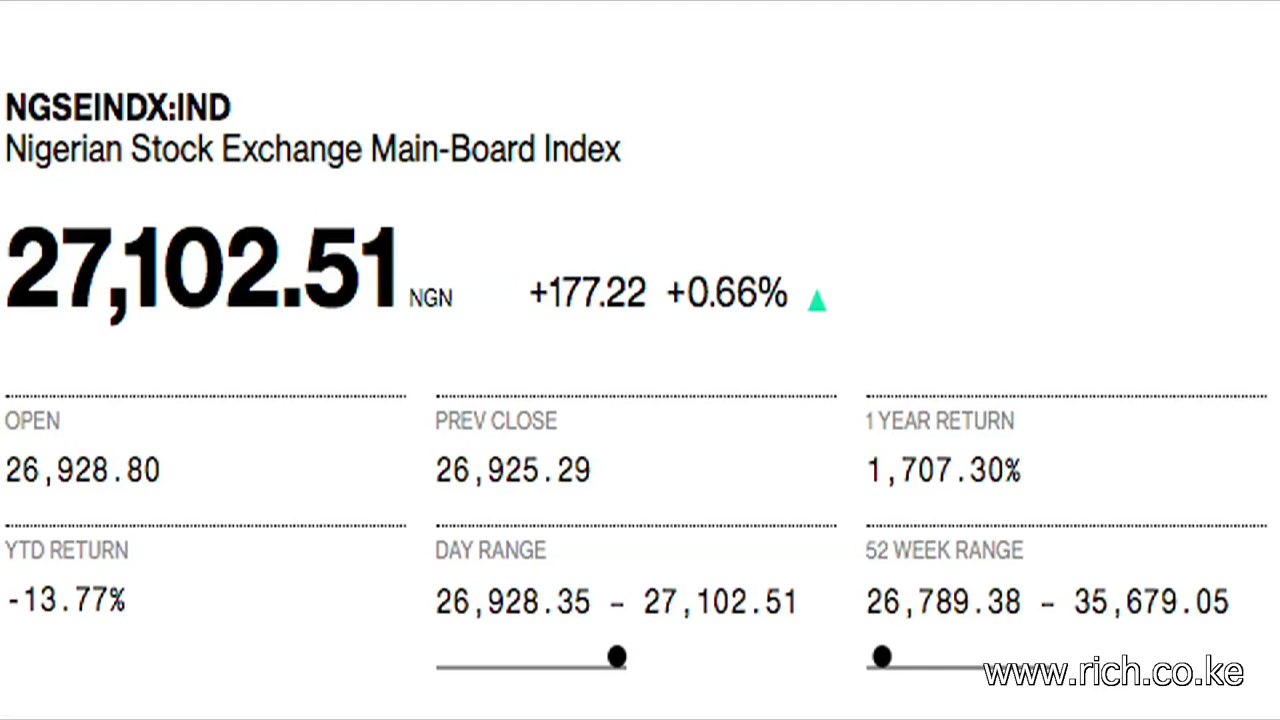 NGSEINDX:IND
Nigerian Stock Exchange Main-Board Index
27,102.51 NGN +177.22 +0.66% ▲
OPEN PREV CLOSE 1 YEAR RETURN
26,928.80 26,925.29 1,707.30%
YTD RETURN DAY RANGE 52 WEEK RANGE
-13.77% 26,928.35 – 27,102.51 26,789.38 – 35,679.05
www.rich.co.ke